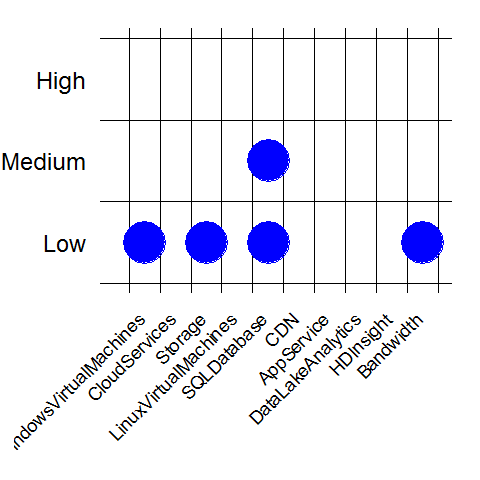 High
Medium
Low
ndowsVirtualMachines
CloudServices
Storage
LinuxVirtualMachines
SQLDatabase
CDN
AppService
DataLakeAnalytics
HDInsight
Bandwidth